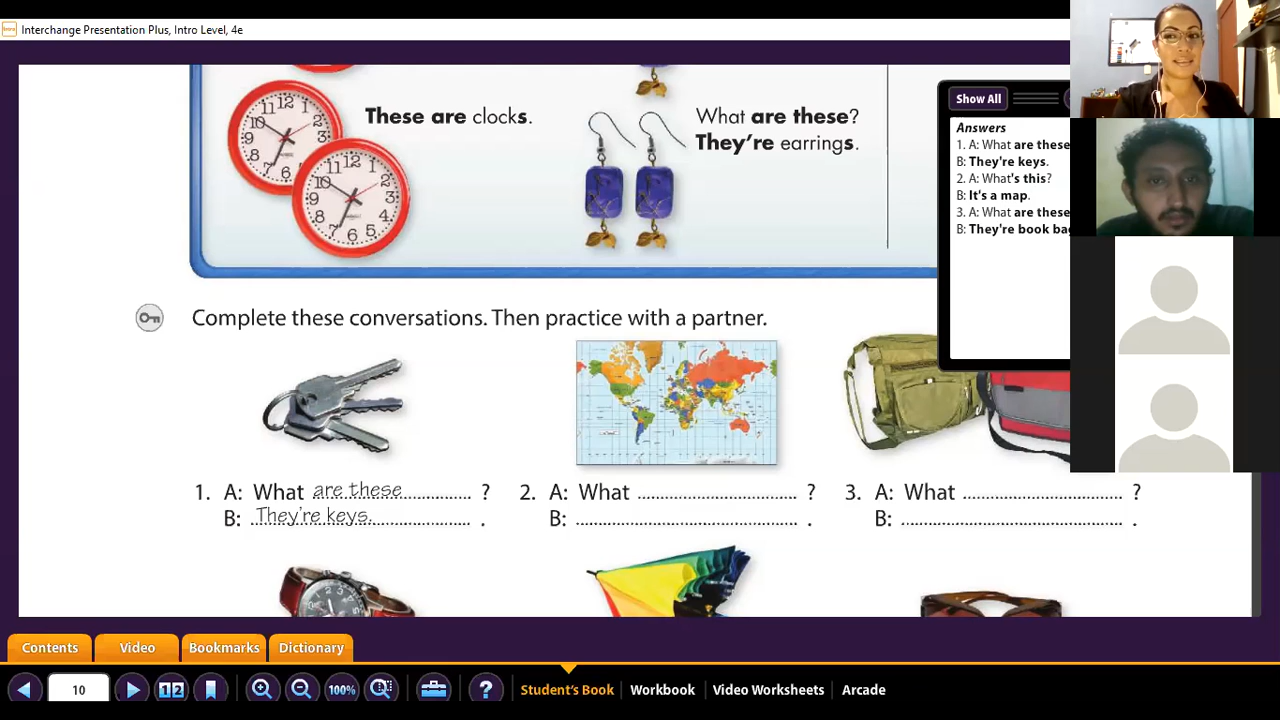 Interchange Presentation Plus, Intro Level, 4e
These are clocks.
What are these?
They're earrings.
Show All
Answers
1. A: What are these
B: They're keys.
2. A: What's this?
B: It's a map.
3. A: What are these
B: They're book ba
Complete these conversations. Then practice with a partner.
1. A: What are these ?
B: They're keys. .
2. A: What ?
B: .
3. A: What ?
B: .
Contents
Video
Bookmarks
Dictionary
10
12
100%
?
Student's Book
Workbook
Video Worksheets
Arcade